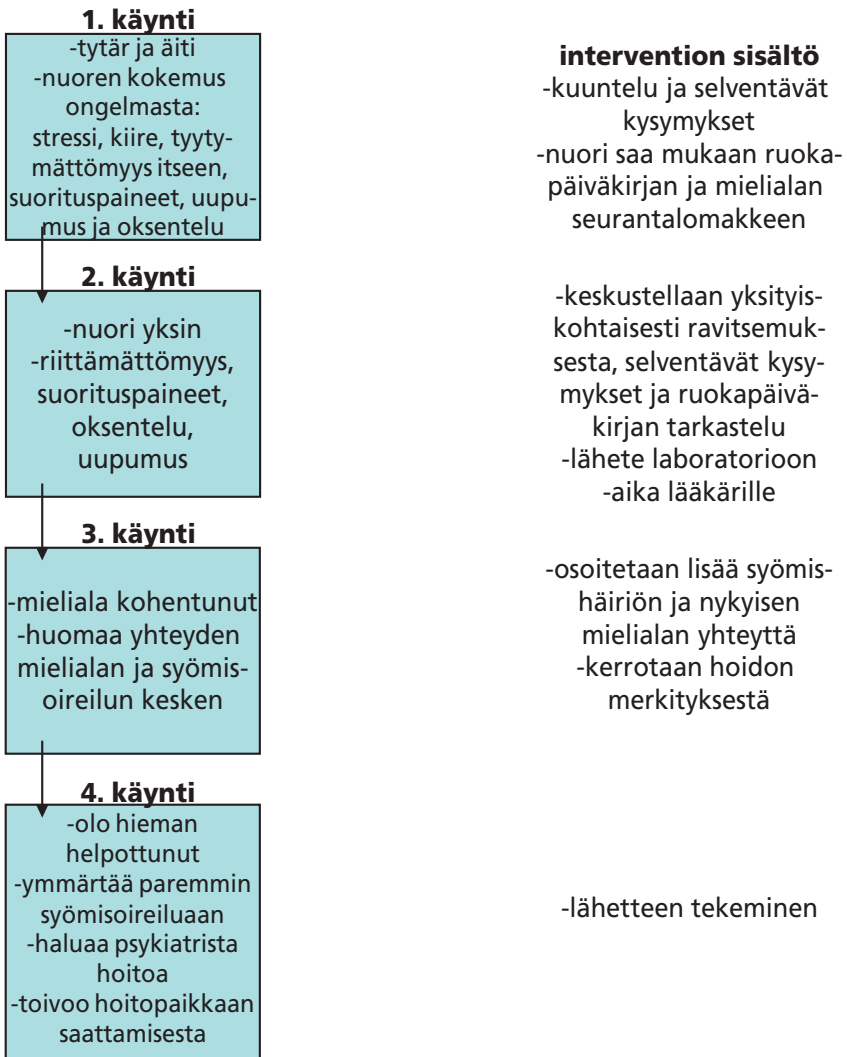 1. käynti
-tytär ja äiti
-nuoren kokemus
ongelmasta:
stressi, kiire, tyyty-
mättömyys itseen,
suorituspaineet, uupu-
mus ja oksentelu
intervention sisältö
-kuuntelu ja selventävät
kysymykset
-nuori saa mukaan ruoka-
päiväkirjan ja mielialan
seurantalomakkeen
2. käynti
-nuori yksin
-riittämättömyys,
suorituspaineet,
oksentelu,
uupumus
-keskustellaan yksityis-
kohtaisesti ravitsemuk-
sesta, selventävät kysy-
mykset ja ruokapäivä-
kirjan tarkastelu
-lähete laboratorioon
-aika lääkärille
3. käynti
-mieliala kohentunut
-huomaa yhteyden
mielialan ja syömis-
oireilun kesken
-osoitetaan lisää syömis-
häiriön ja nykyisen
mielialan yhteyttä
-kerrotaan hoidon
merkityksestä
4. käynti
-olo hieman
helpottunut
-ymmärtää paremmin
syömisoireiluaan
-haluaa psykiatrista
hoitoa
-toivoo hoitopaikkaan
saattamisesta
-lähetteen tekeminen